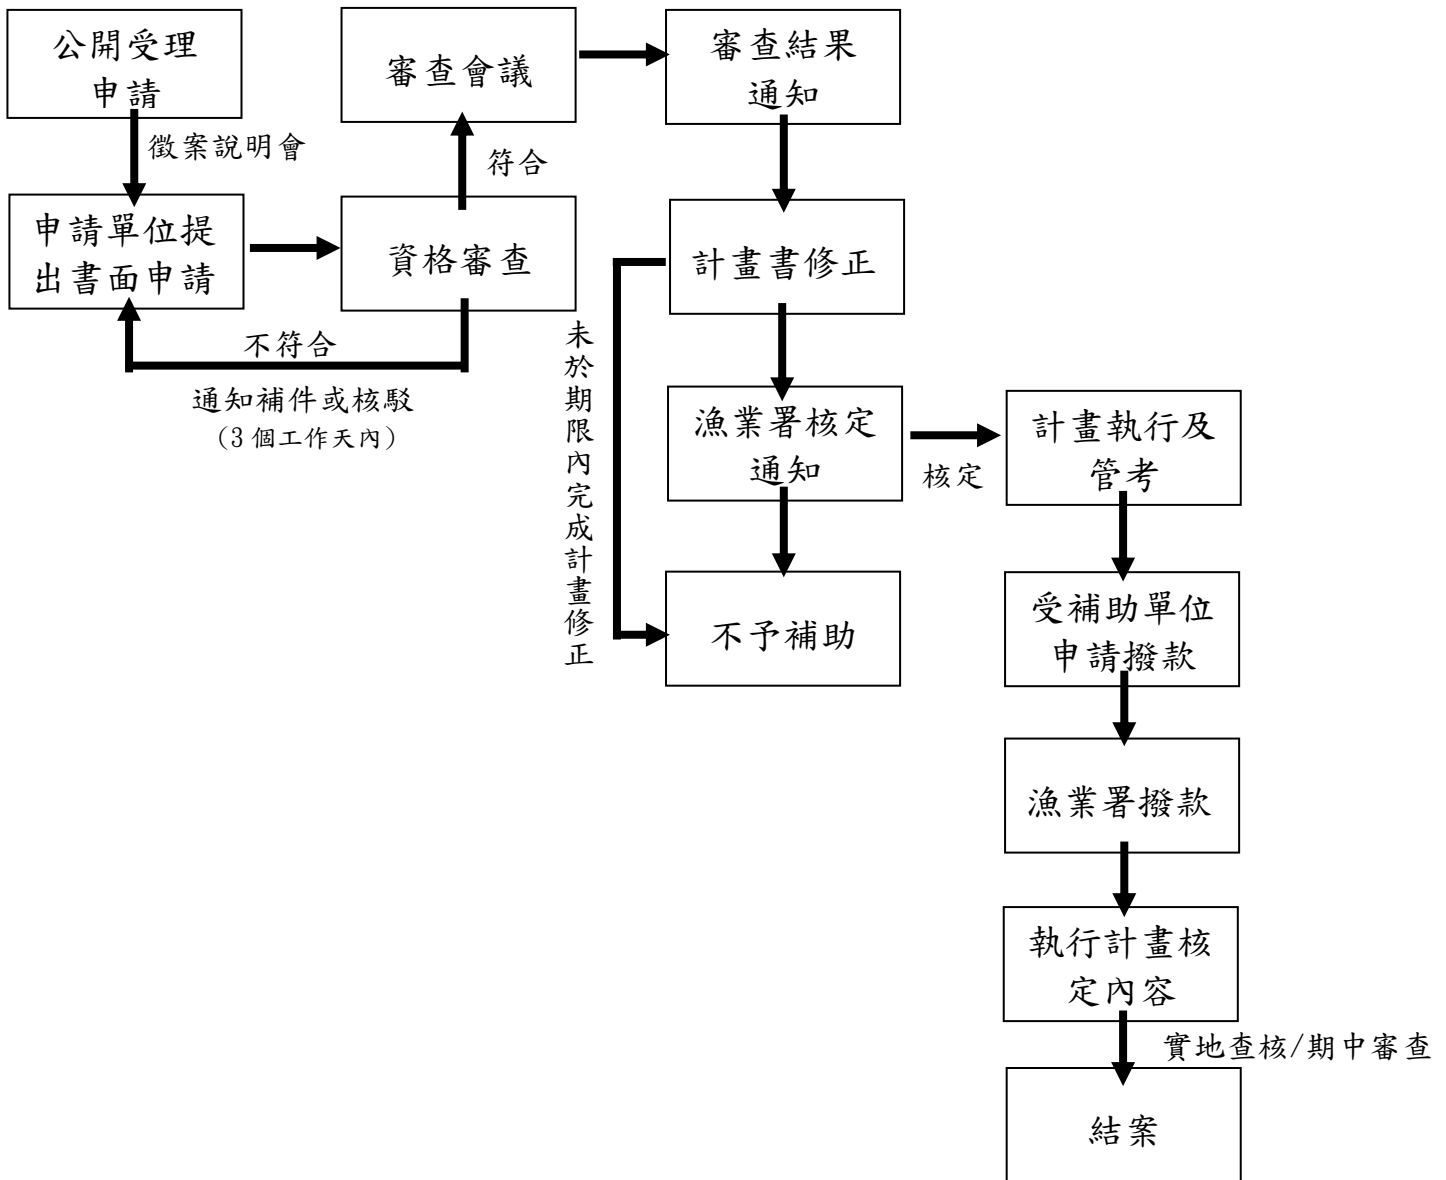 公開受理
申請
徵案說明會
申請單位提
出書面申請
資格審查
不符合
通知補件或核駁
(3個工作天內)
符合
審查會議
審查結果
通知
計畫書修正
未於期限內完成計畫修正
漁業署核定
通知
不予補助
核定
計畫執行及
管考
受補助單位
申請撥款
漁業署撥款
執行計畫核
定內容
實地查核/期中審查
結案